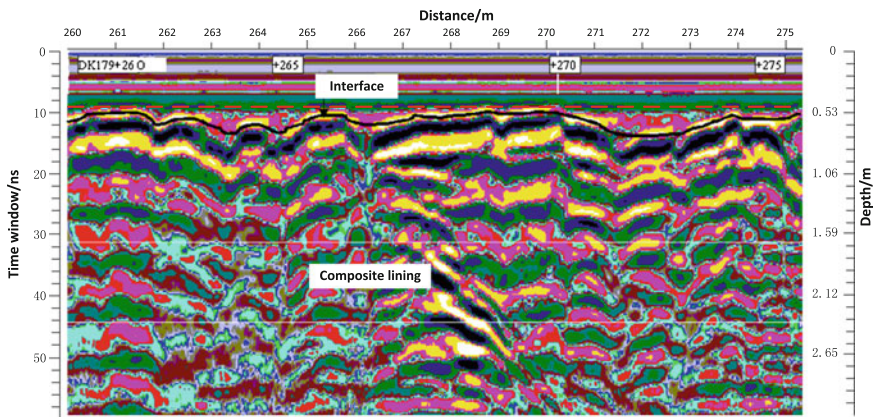 Distance/m
260 261 262 263 264 265 266 267 268 269 270 271 272 273 274 275
DK179+260 +265 +270 +275
Interface
Composite lining
Time window/ns
0
10
20
30
40
50
0
0.53
1.06
1.59
2.12
2.65
Depth/m